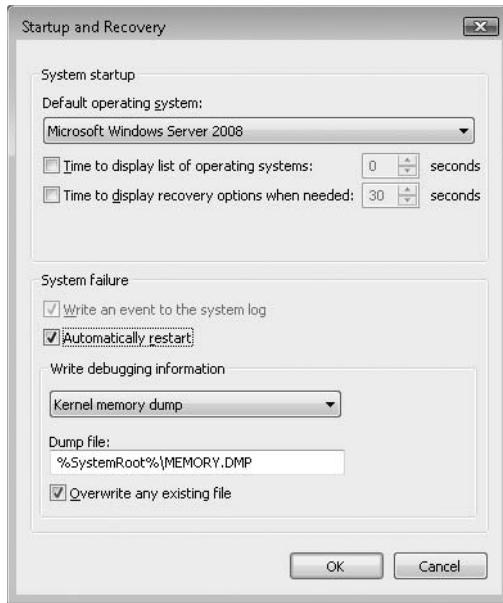 Startup and Recovery
System startup
Default operating system:
Microsoft Windows Server 2008
Time to display list of operating systems: 0 seconds
Time to display recovery options when needed: 30 seconds
System failure
Write an event to the system log
Automatically restart
Write debugging information
Kernel memory dump
Dump file:
%SystemRoot%\MEMORY.DMP
Overwrite any existing file
OK Cancel